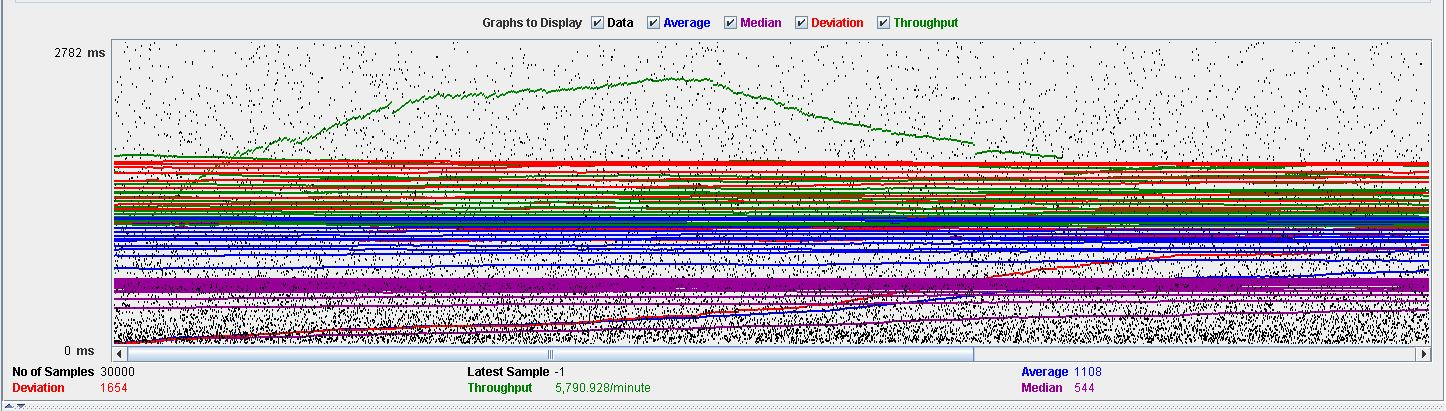 Graphs to Display Data Average Median Deviation Throughput
2782 ms
0 ms
No of Samples 30000 Latest Sample -1 Average 1108
Deviation 1654 Throughput 5,790.928/minute Median 544